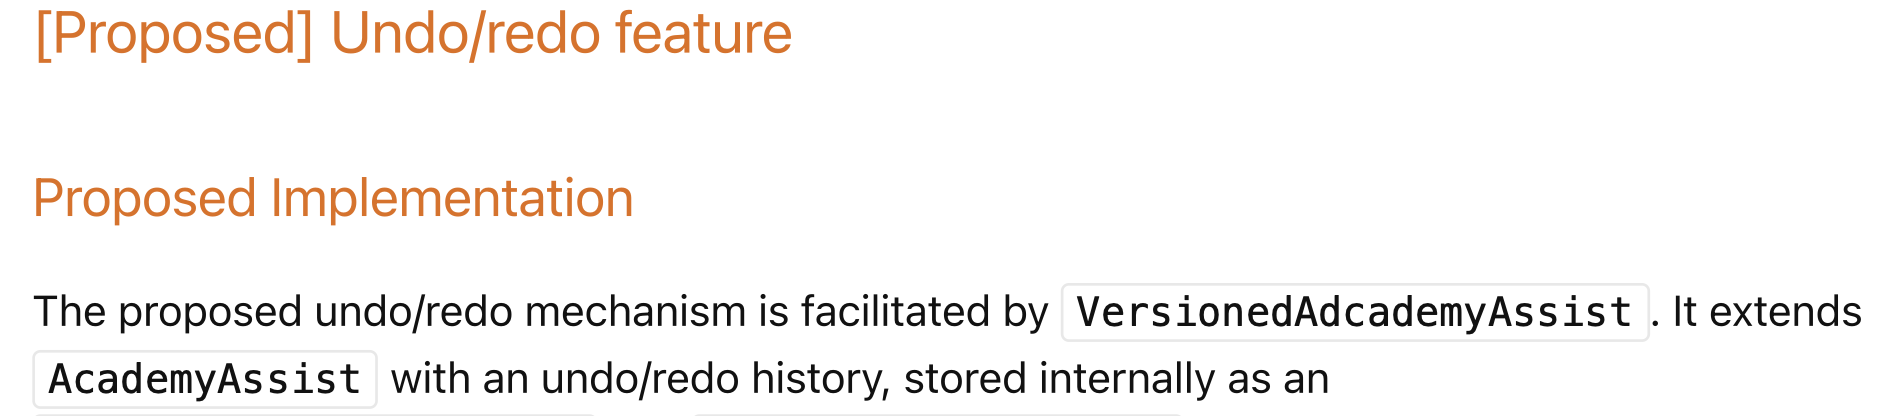 [Proposed] Undo/redo feature
Proposed Implementation
The proposed undo/redo mechanism is facilitated by VersionedAdcademyAssist. It extends
AcademyAssist with an undo/redo history, stored internally as an